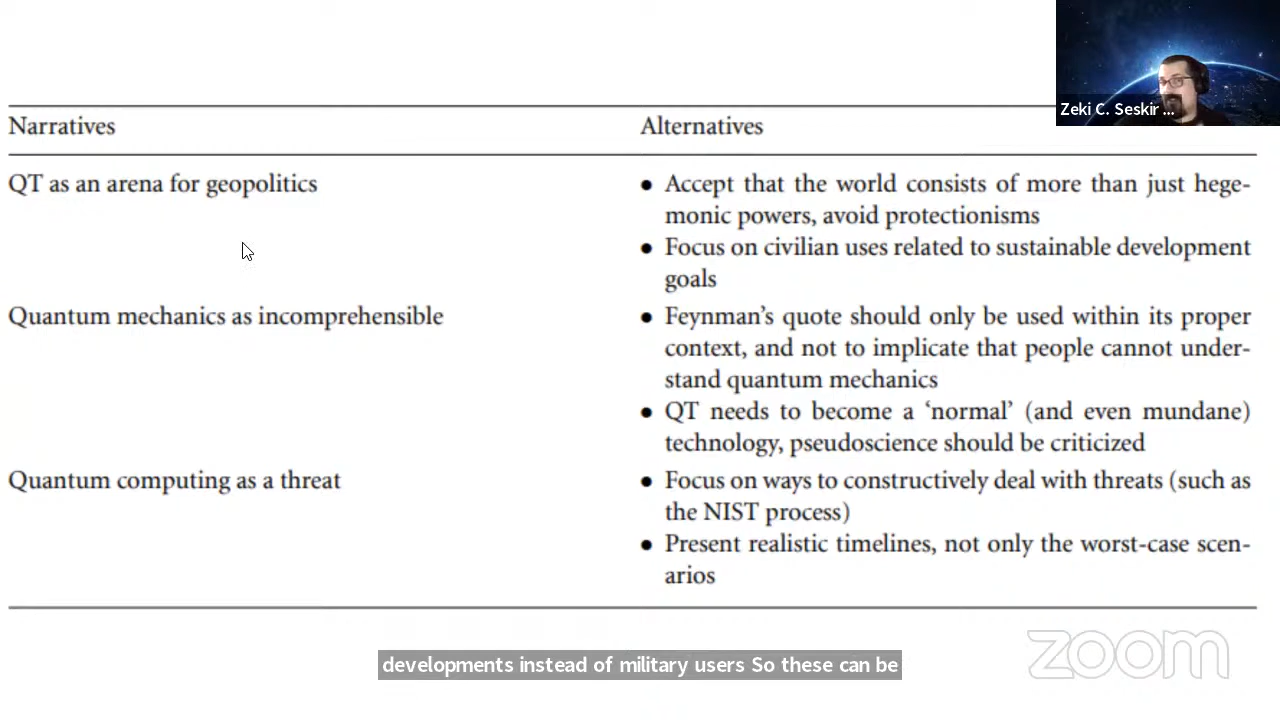 Zeki C. Seskir ...
Narratives
Alternatives
QT as an arena for geopolitics
● Accept that the world consists of more than just hege-
monic powers, avoid protectionisms
● Focus on civilian uses related to sustainable development
goals
Quantum mechanics as incomprehensible
● Feynman's quote should only be used within its proper
context, and not to implicate that people cannot under-
stand quantum mechanics
● QT needs to become a 'normal' (and even mundane)
technology, pseudoscience should be criticized
Quantum computing as a threat
● Focus on ways to constructively deal with threats (such as
the NIST process)
● Present realistic timelines, not only the worst-case scen-
arios
developments instead of military users So these can be
zoom